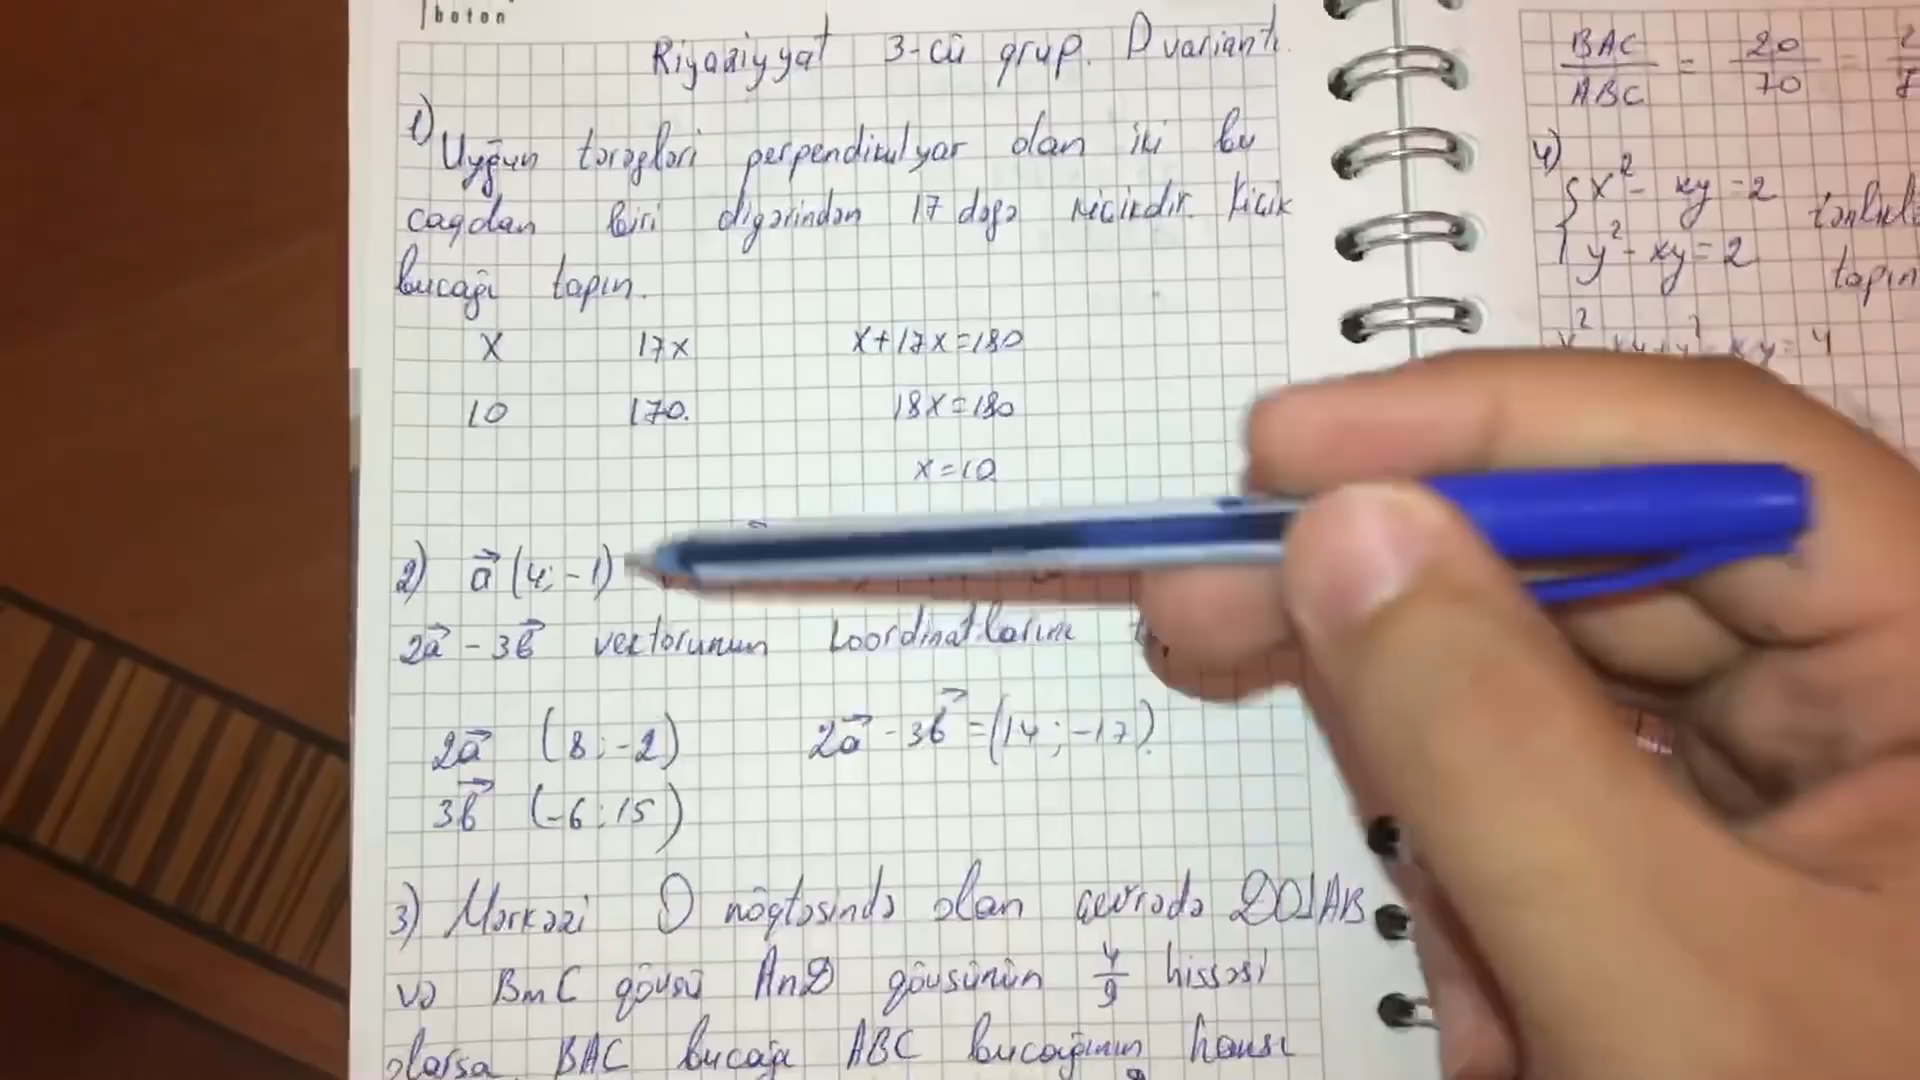 boton
Riyaziyyat 3-cü qrup. D variantı.
1) Uyğun tərəfləri perpendikulyar olan iki bu
caqdan biri digərindən 17 dəfə kiçikdir. Kiçik
bucağı tapın.
x 17x x+17x=180
10 170. 18x=180
x=10
2) a⃗ (4; -1)
2a⃗ - 3b⃗ vektorunun koordinatlarını
2a⃗ (8; -2) 2a⃗ - 3b⃗ = (14; -17).
3b⃗ (-6; 15)
3) Mərkəzi O nöqtəsində olan çevrədə DO⊥AB
və BmC qövsü AnD qövsünün 4/9 hissəsi
olarsa, BAC bucağı ABC bucağının hansı
BAC/ABC = 20/70 =
4) { x² - xy = 2
y² - xy = 2
tapın